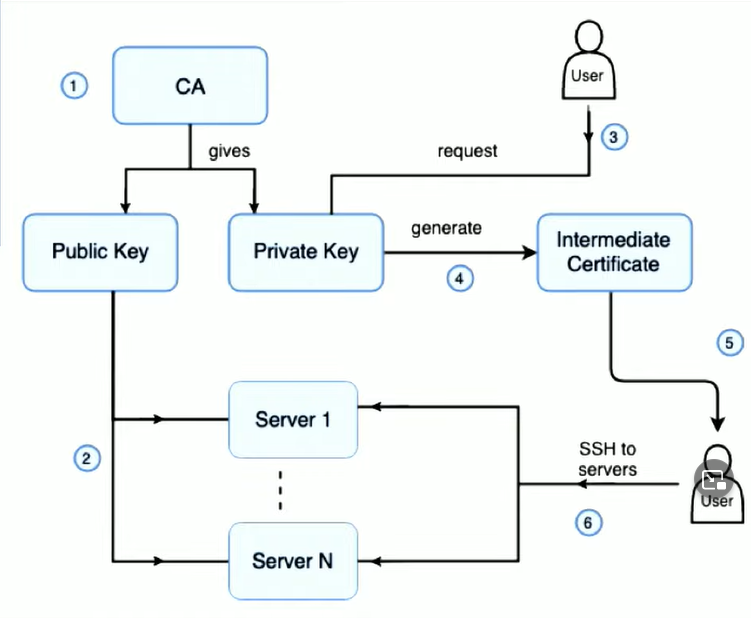 1
CA
User
3
gives
request
Public Key
Private Key
generate
4
Intermediate
Certificate
5
Server 1
2
SSH to
servers
User
6
Server N